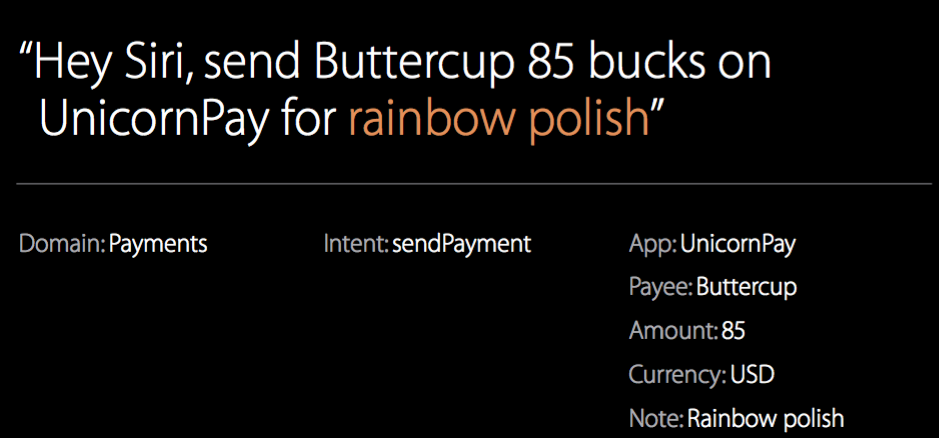 “Hey Siri, send Buttercup 85 bucks on
UnicornPay for rainbow polish”
Domain: Payments
Intent: sendPayment
App: UnicornPay
Payee: Buttercup
Amount: 85
Currency: USD
Note: Rainbow polish